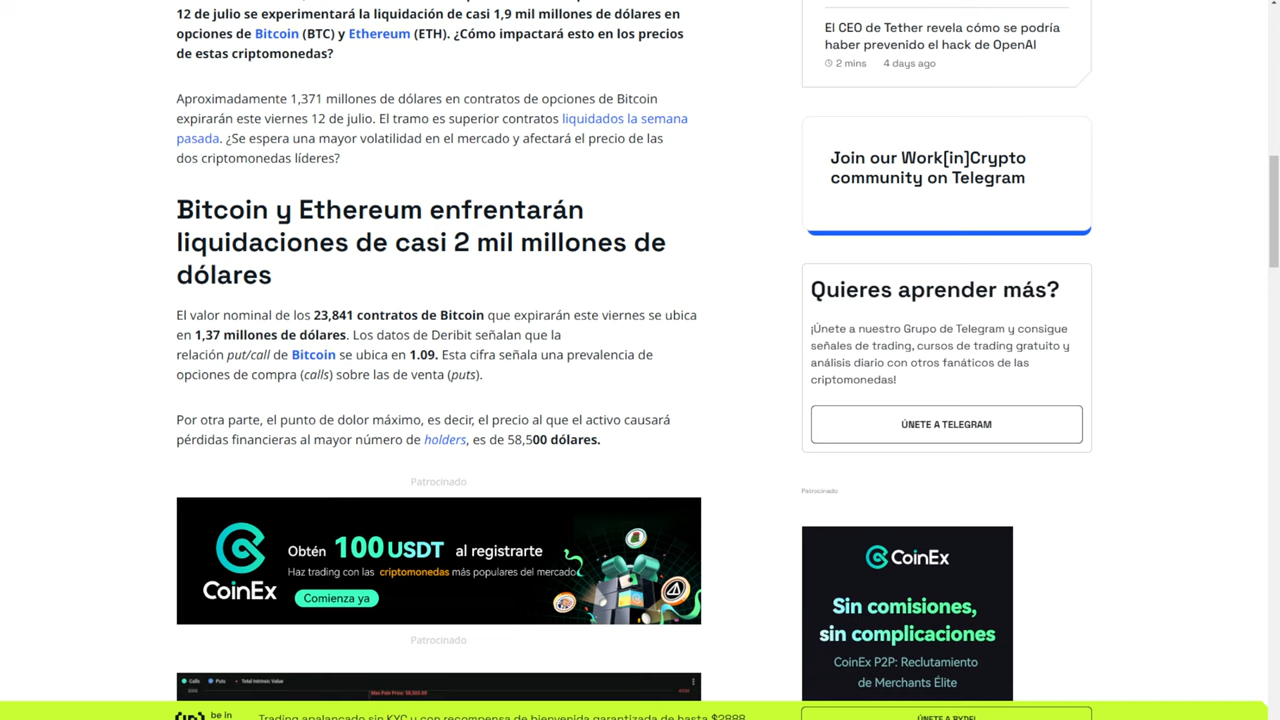 12 de julio se experimentará la liquidación de casi 1,9 mil millones de dólares en
opciones de Bitcoin (BTC) y Ethereum (ETH). ¿Cómo impactará esto en los precios
de estas criptomonedas?
Aproximadamente 1,371 millones de dólares en contratos de opciones de Bitcoin
expirarán este viernes 12 de julio. El tramo es superior contratos liquidados la semana
pasada. ¿Se espera una mayor volatilidad en el mercado y afectará el precio de las
dos criptomonedas líderes?
Bitcoin y Ethereum enfrentarán
liquidaciones de casi 2 mil millones de
dólares
El valor nominal de los 23,841 contratos de Bitcoin que expirarán este viernes se ubica
en 1,37 millones de dólares. Los datos de Deribit señalan que la
relación put/call de Bitcoin se ubica en 1.09. Esta cifra señala una prevalencia de
opciones de compra (calls) sobre las de venta (puts).
Por otra parte, el punto de dolor máximo, es decir, el precio al que el activo causará
pérdidas financieras al mayor número de holders, es de 58,500 dólares.
Patrocinado
CoinEx
Obtén 100 USDT al registrarte
Haz trading con las criptomonedas más populares del mercado
Comienza ya
Patrocinado
Calls Puts Total Intrinsic Value
be in
Trading apalancado sin KYC y con recompensa de bienvenida garantizada de hasta $2888
El CEO de Tether revela cómo se podría
haber prevenido el hack de OpenAI
2 mins 4 days ago
Join our Work[in]Crypto
community on Telegram
Quieres aprender más?
¡Únete a nuestro Grupo de Telegram y consigue
señales de trading, cursos de trading gratuito y
análisis diario con otros fanáticos de las
criptomonedas!
ÚNETE A TELEGRAM
Patrocinado
CoinEx
Sin comisiones,
sin complicaciones
CoinEx P2P: Reclutamiento
de Merchants Élite